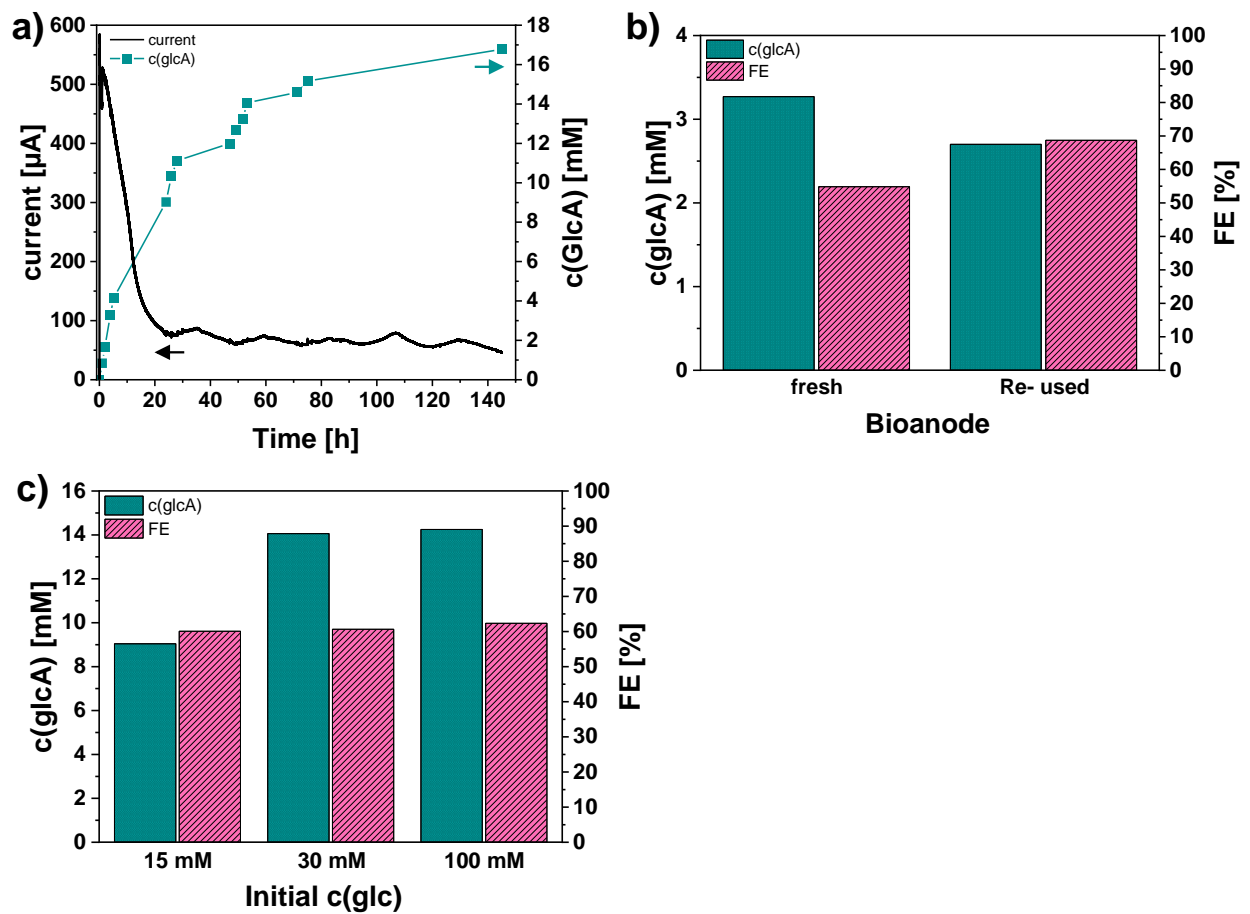 a)
current
c(glcA)
600
500
400
300
200
100
0
current [µA]
18
16
14
12
10
8
6
4
2
0
c(GlcA) [mM]
0 20 40 60 80 100 120 140
Time [h]
b)
c(glcA)
FE
4
3
2
1
0
c(glcA) [mM]
100
90
80
70
60
50
40
30
20
10
0
FE [%]
fresh Re- used
Bioanode
c)
c(glcA)
FE
16
14
12
10
8
6
4
2
0
c(glcA) [mM]
100
90
80
70
60
50
40
30
20
10
0
FE [%]
15 mM 30 mM 100 mM
Initial c(glc)